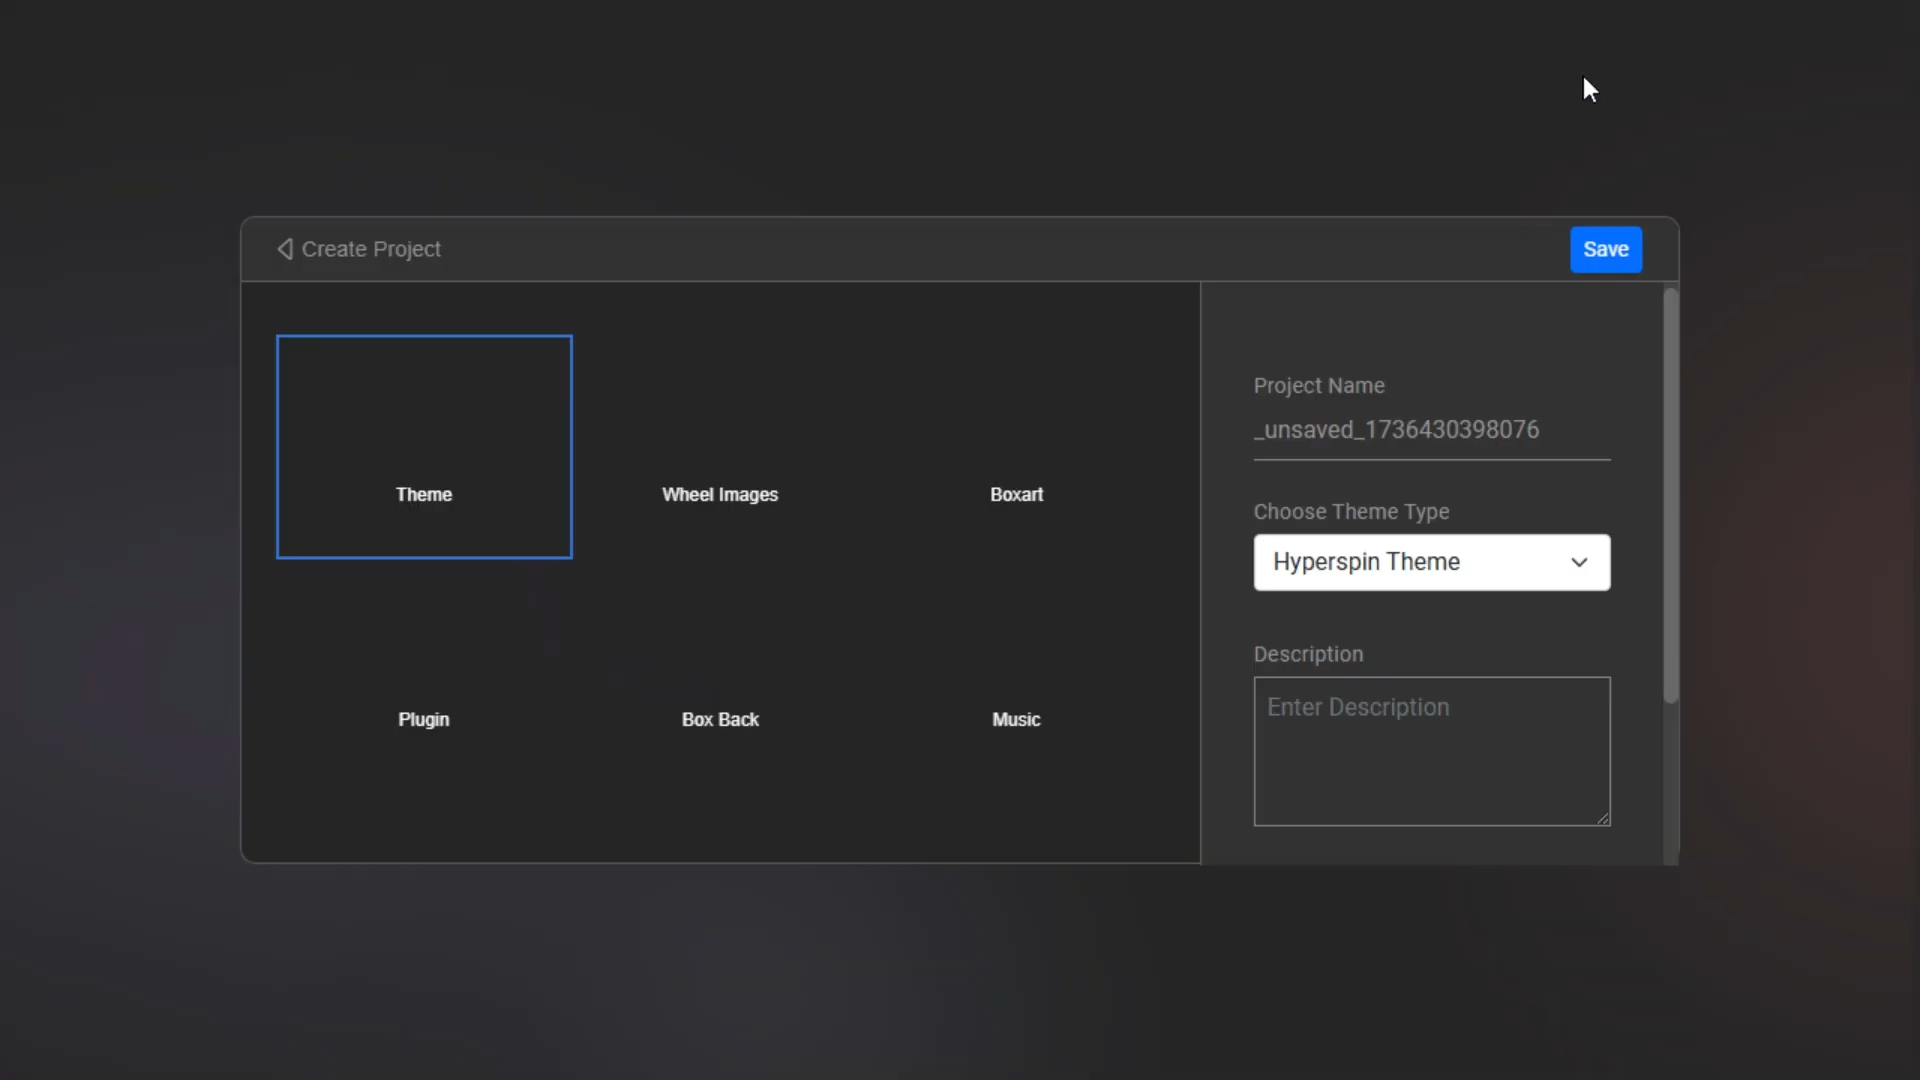 Create Project
Save
Theme
Wheel Images
Boxart
Plugin
Box Back
Music
Project Name
_unsaved_1736430398076
Choose Theme Type
Hyperspin Theme
Description
Enter Description